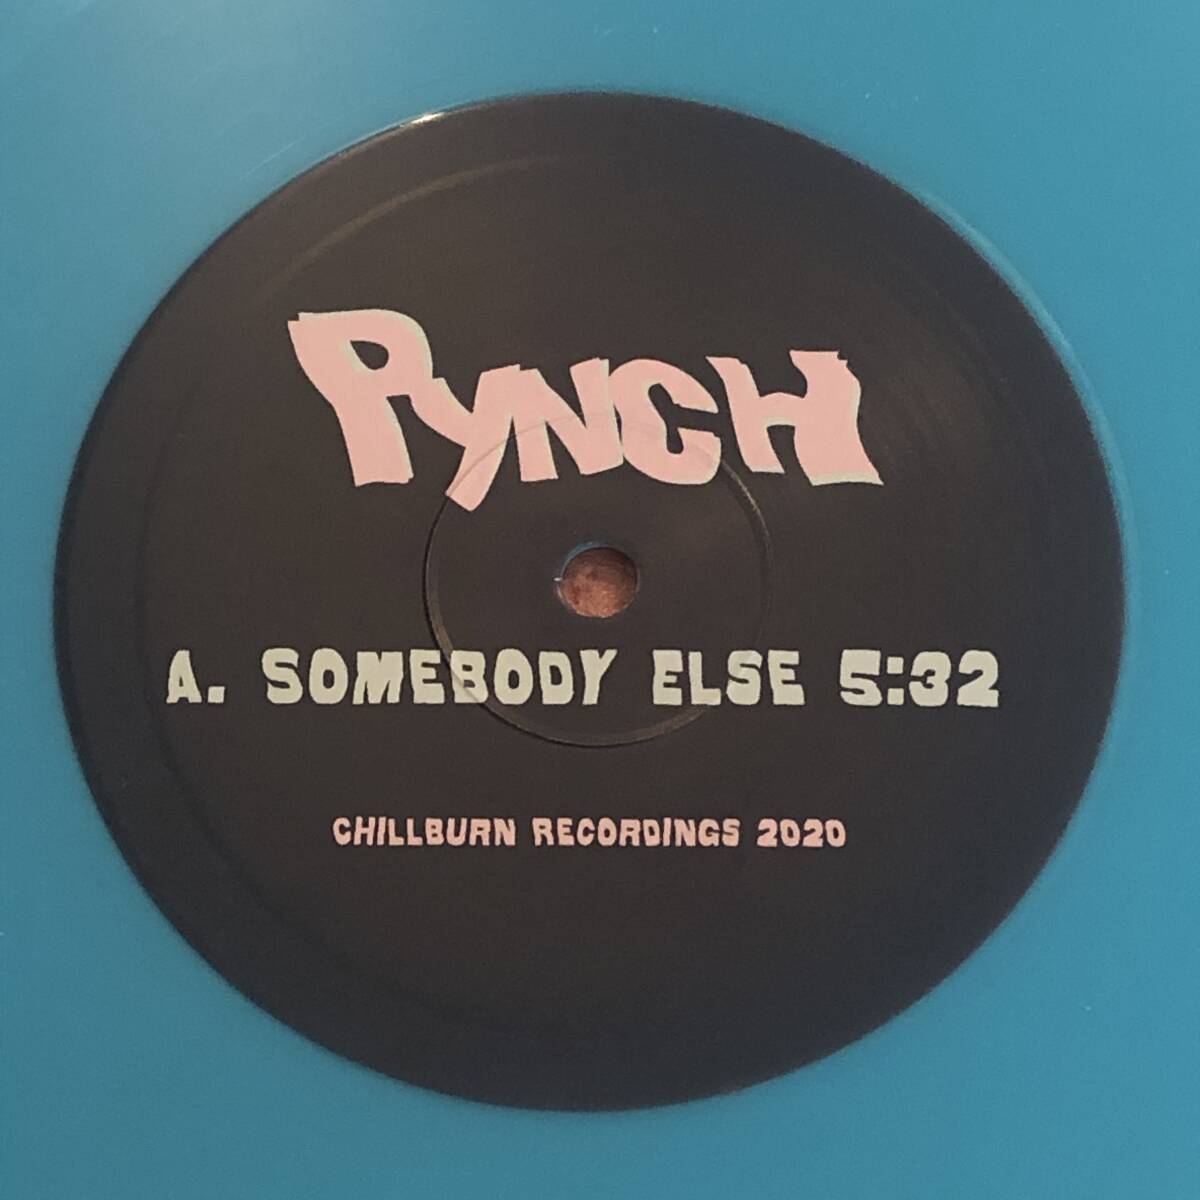 PYNCH
A. SOMEBODY ELSE 5:32
CHILLBURN RECORDINGS 2020